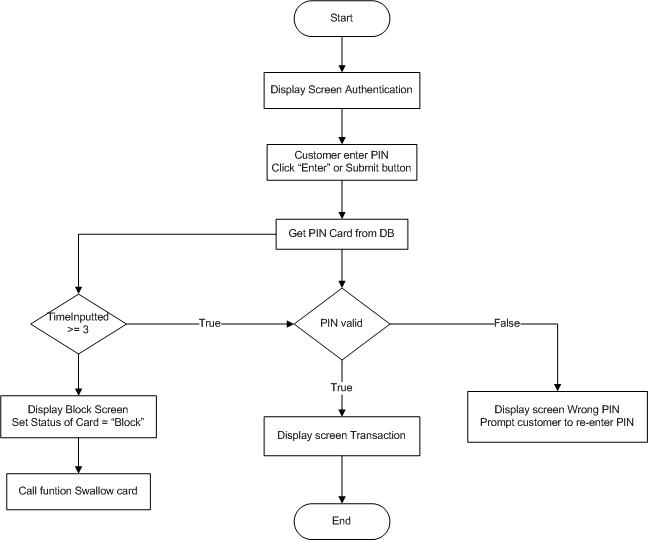 Start
Display Screen Authentication
Customer enter PIN
Click “Enter” or Submit button
Get PIN Card from DB
TimeInputted
>= 3
True
PIN valid
False
True
Display Block Screen
Set Status of Card = “Block”
Display screen Transaction
Display screen Wrong PIN
Prompt customer to re-enter PIN
Call funtion Swallow card
End